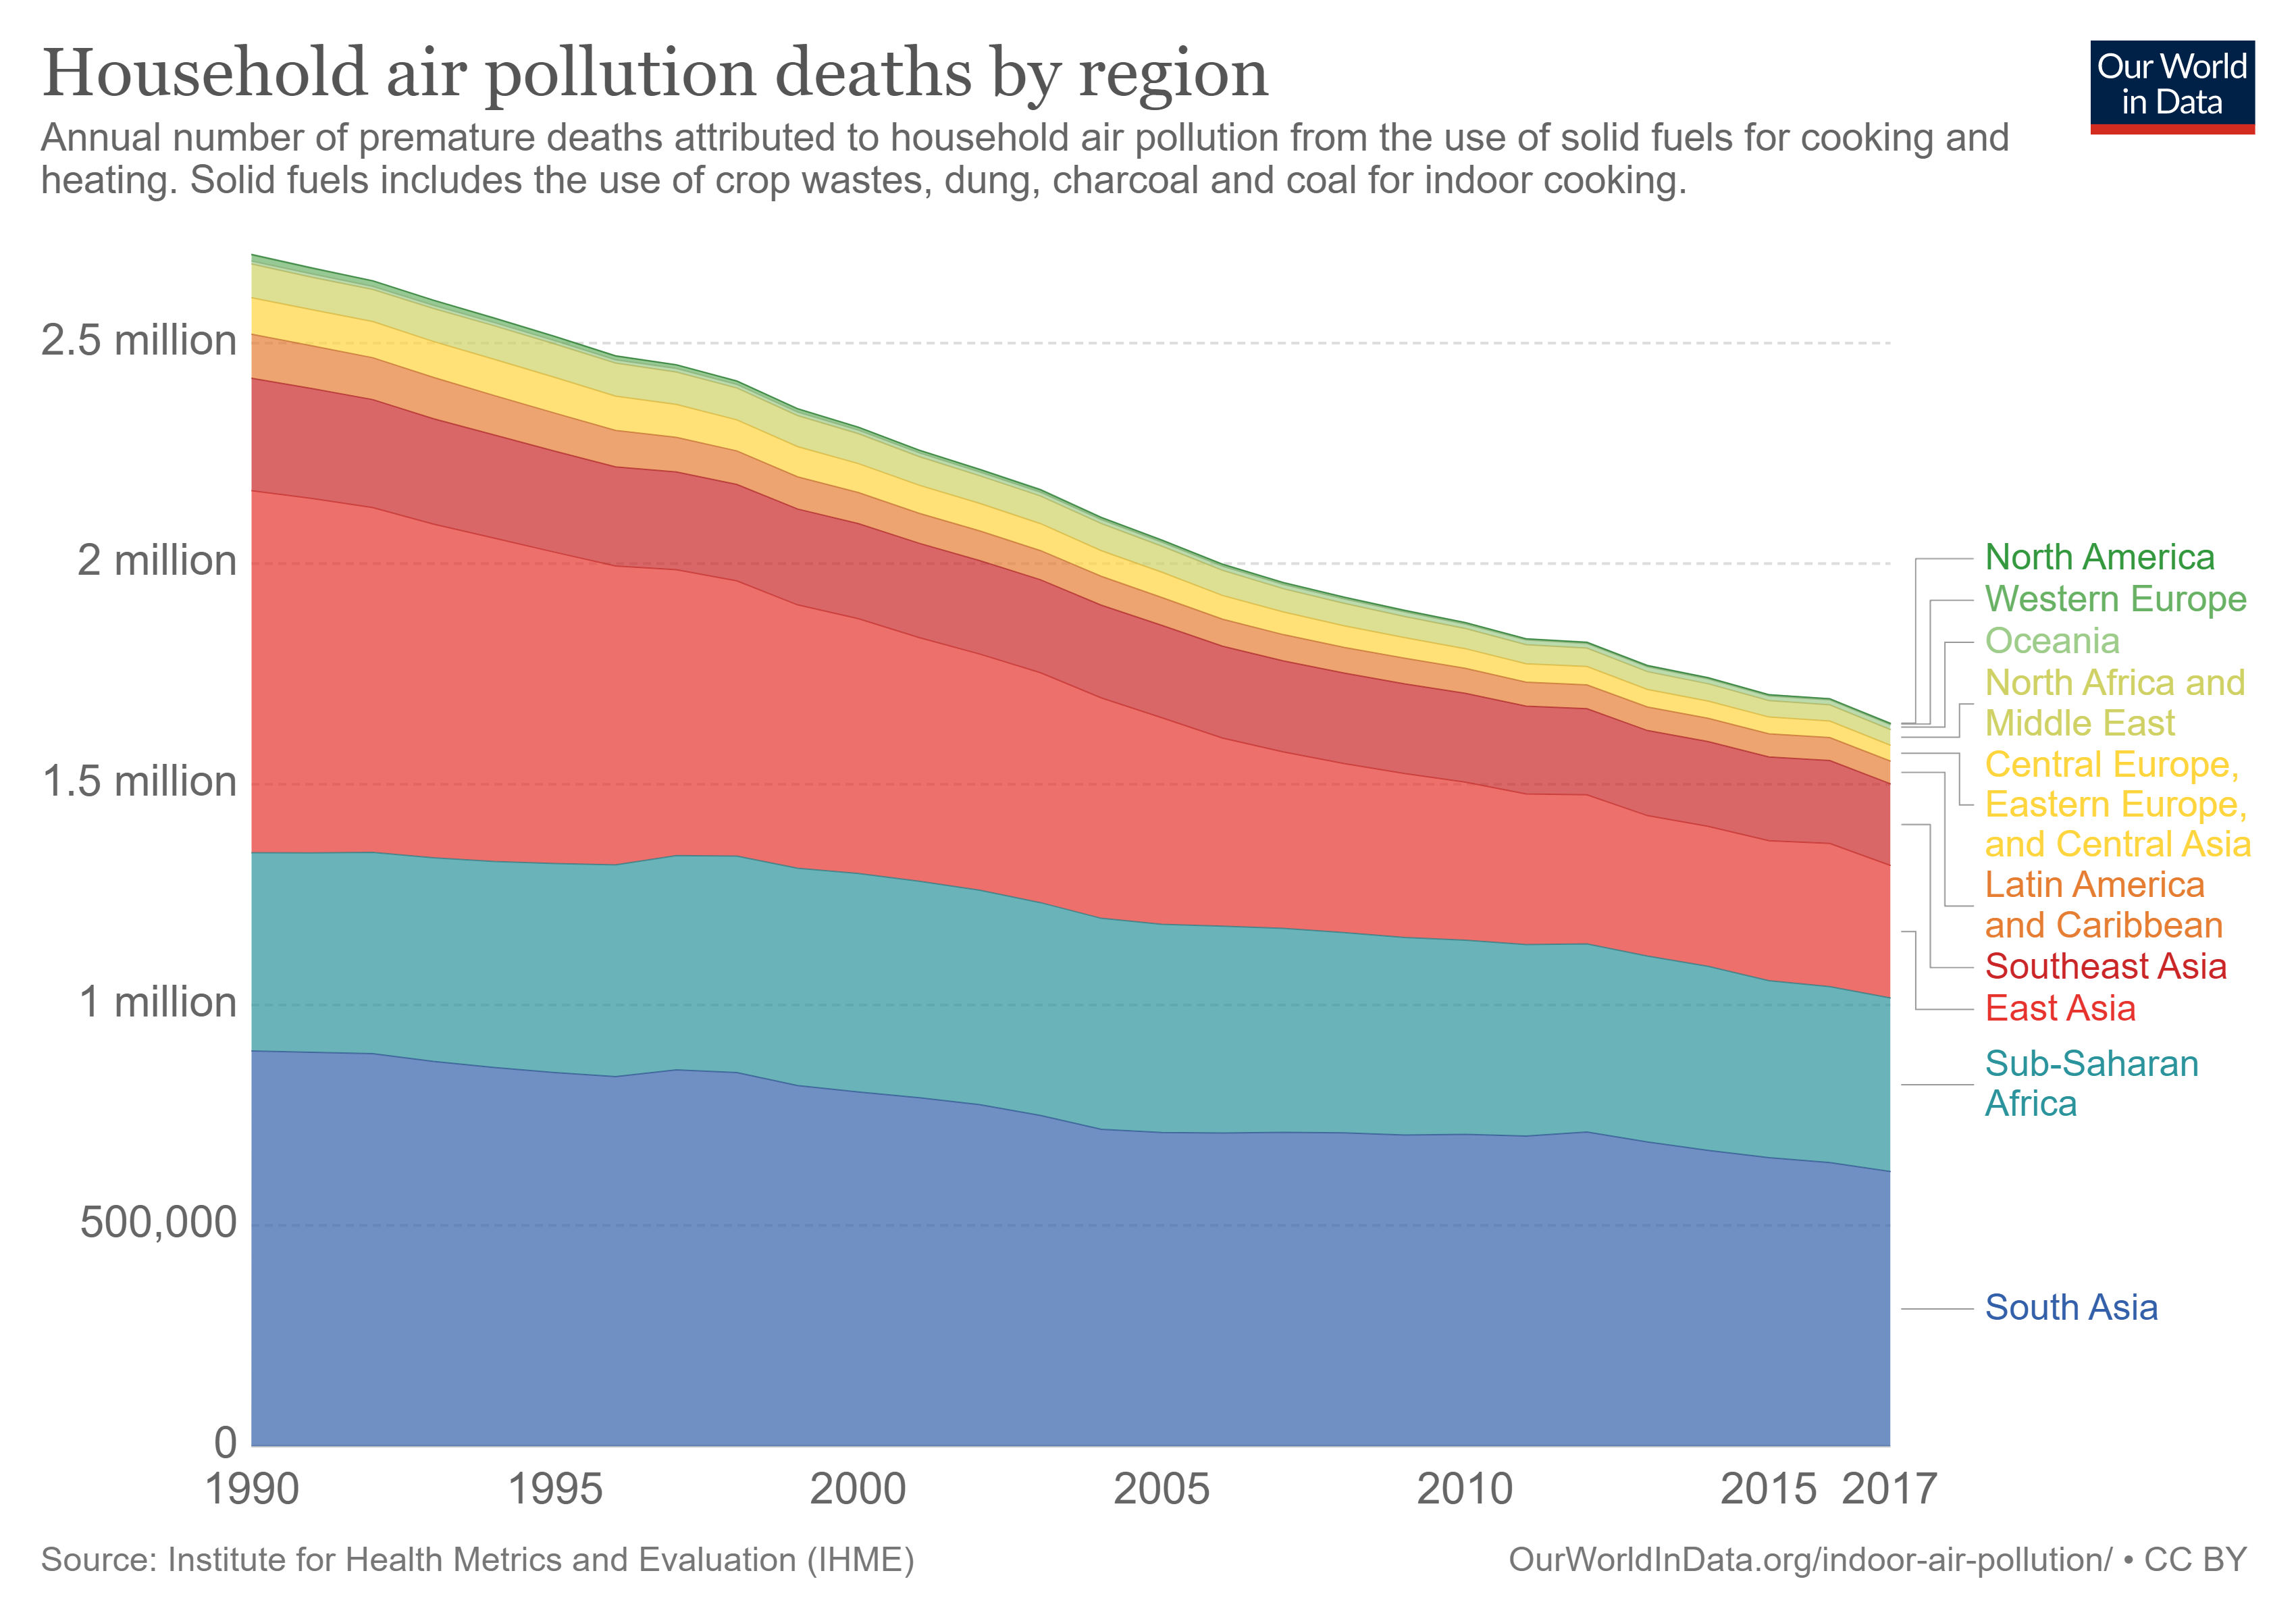 Household air pollution deaths by region
Our World
in Data
Annual number of premature deaths attributed to household air pollution from the use of solid fuels for cooking and
heating. Solid fuels includes the use of crop wastes, dung, charcoal and coal for indoor cooking.
2.5 million
2 million
1.5 million
1 million
500,000
0
1990
1995
2000
2005
2010
2015
2017
North America
Western Europe
Oceania
North Africa and
Middle East
Central Europe,
Eastern Europe,
and Central Asia
Latin America
and Caribbean
Southeast Asia
East Asia
Sub-Saharan
Africa
South Asia
Source: Institute for Health Metrics and Evaluation (IHME)
OurWorldInData.org/indoor-air-pollution/ • CC BY